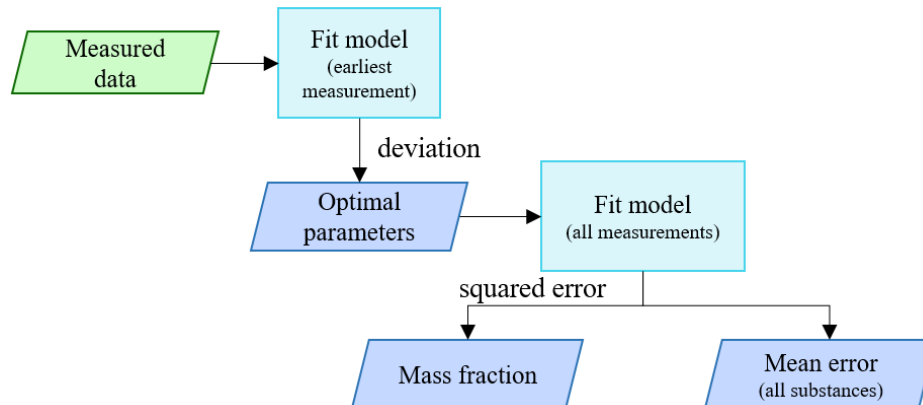 Measured
data
Fit model
(earliest
measurement)
deviation
Optimal
parameters
Fit model
(all measurements)
squared error
Mass fraction
Mean error
(all substances)